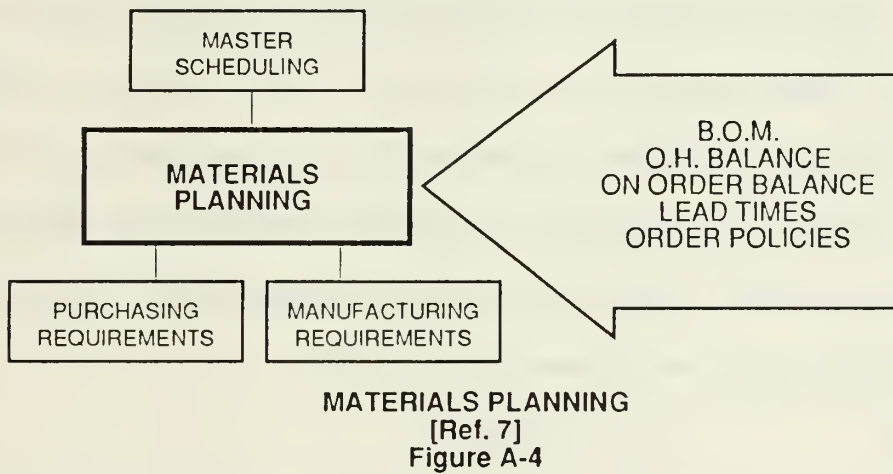 MASTER
SCHEDULING
MATERIALS
PLANNING
B.O.M.
O.H. BALANCE
ON ORDER BALANCE
LEAD TIMES
ORDER POLICIES
PURCHASING
REQUIREMENTS
MANUFACTURING
REQUIREMENTS
MATERIALS PLANNING
[Ref. 7]
Figure A-4